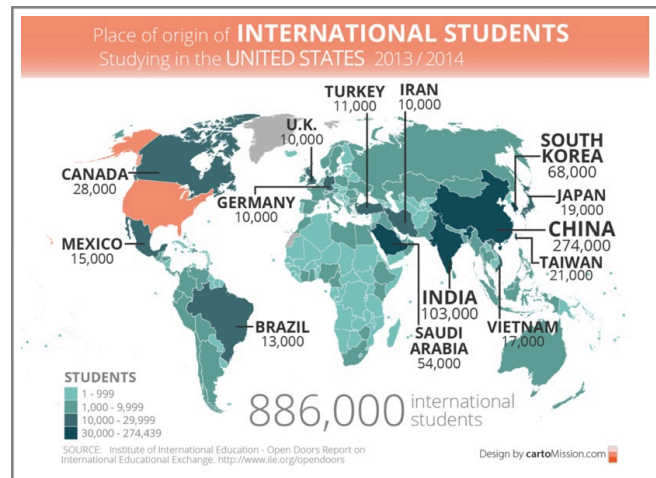 Place of origin of INTERNATIONAL STUDENTS
Studying in the UNITED STATES 2013 / 2014
TURKEY
11,000
IRAN
10,000
U.K.
10,000
SOUTH
KOREA
68,000
CANADA
28,000
GERMANY
10,000
JAPAN
19,000
CHINA
274,000
MEXICO
15,000
TAIWAN
21,000
INDIA
103,000
BRAZIL
13,000
SAUDI
ARABIA
54,000
VIETNAM
17,000
STUDENTS
1 - 999
1,000 - 9,999
10,000 - 29,999
30,000 - 274,439
886,000 international
students
SOURCE: Institute of International Education - Open Doors Report on
International Educational Exchange. http://www.iie.org/opendoors
Design by cartoMission.com